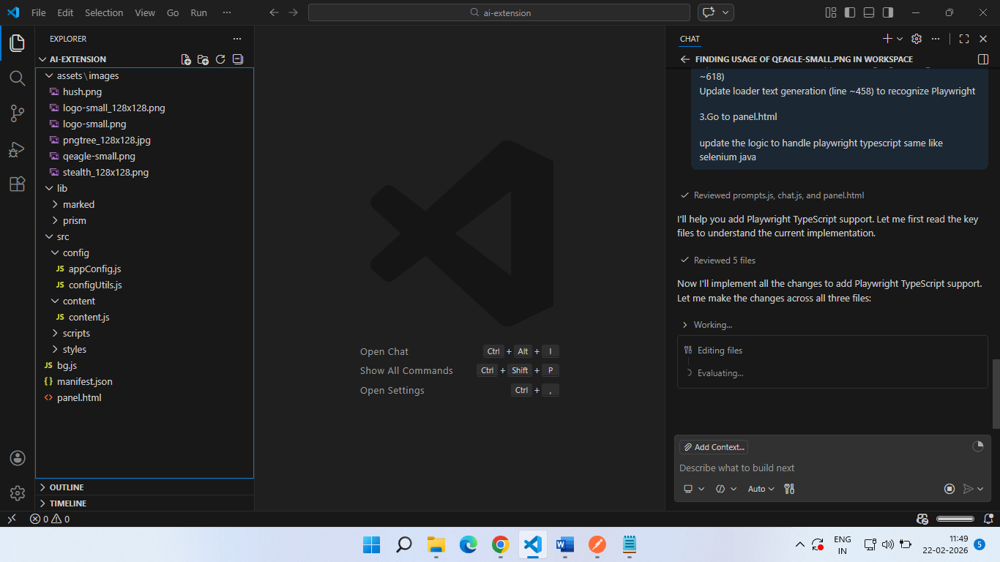 File Edit Selection View Go Run ···
ai-extension
EXPLORER
AI-EXTENSION
assets\images
hush.png
logo-small_128x128.png
logo-small.png
pngtree_128x128.jpg
qeagle-small.png
stealth_128x128.png
lib
marked
prism
src
config
JS appConfig.js
JS configUtils.js
content
JS content.js
scripts
styles
JS bg.js
{} manifest.json
<> panel.html
OUTLINE
TIMELINE
Open Chat Ctrl + Alt + I
Show All Commands Ctrl + Shift + P
Open Settings Ctrl + ,
CHAT
FINDING USAGE OF QEAGLE-SMALL.PNG IN WORKSPACE
~618)
Update loader text generation (line ~458) to recognize Playwright
3.Go to panel.html
update the logic to handle playwright typescript same like
selenium java
Reviewed prompts.js, chat.js, and panel.html
I'll help you add Playwright TypeScript support. Let me first read the key
files to understand the current implementation.
Reviewed 5 files
Now I'll implement all the changes to add Playwright TypeScript support.
Let me make the changes across all three files:
Working...
Editing files
Evaluating...
Add Context...
Describe what to build next
Auto
0 0
ENG
IN
11:49
22-02-2026
5